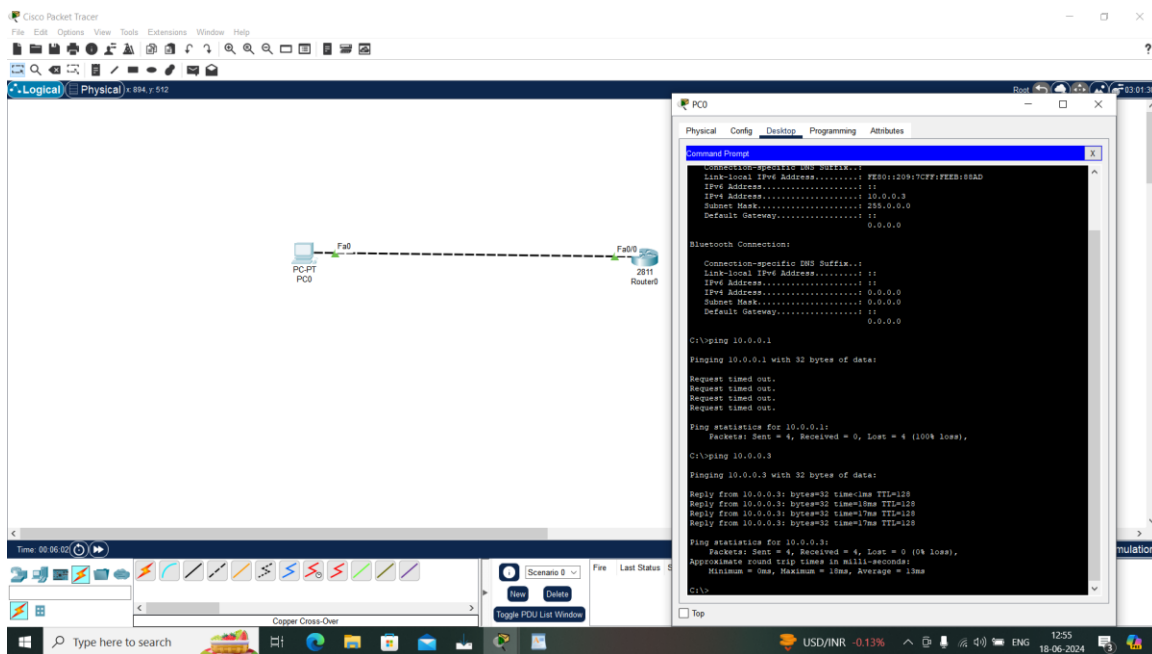 Cisco Packet Tracer
File Edit Options View Tools Extensions Window Help
?
Logical Physical x: 894, y: 512
Root 03:01:30
PC0
Physical Config Desktop Programming Attributes
Command Prompt X
Connection-specific DNS Suffix..:
Link-local IPv6 Address.........: FE80::209:7CFF:FEEB:88AD
IPv6 Address....................: ::
IPv4 Address....................: 10.0.0.3
Subnet Mask.....................: 255.0.0.0
Default Gateway.................: ::
0.0.0.0
Bluetooth Connection:
Connection-specific DNS Suffix..:
Link-local IPv6 Address.........: ::
IPv6 Address....................: ::
IPv4 Address....................: 0.0.0.0
Subnet Mask.....................: 0.0.0.0
Default Gateway.................: ::
0.0.0.0
C:\>ping 10.0.0.1
Pinging 10.0.0.1 with 32 bytes of data:
Request timed out.
Request timed out.
Request timed out.
Request timed out.
Ping statistics for 10.0.0.1:
Packets: Sent = 4, Received = 0, Lost = 4 (100% loss),
C:\>ping 10.0.0.3
Pinging 10.0.0.3 with 32 bytes of data:
Reply from 10.0.0.3: bytes=32 time<1ms TTL=128
Reply from 10.0.0.3: bytes=32 time=18ms TTL=128
Reply from 10.0.0.3: bytes=32 time=17ms TTL=128
Reply from 10.0.0.3: bytes=32 time=17ms TTL=128
Ping statistics for 10.0.0.3:
Packets: Sent = 4, Received = 4, Lost = 0 (0% loss),
Approximate round trip times in milli-seconds:
Minimum = 0ms, Maximum = 18ms, Average = 13ms
C:\>
Top
Fa0
PC-PT
PC0
Fa0/0
2811
Router0
Time: 00:06:02
mulation
Scenario 0
New Delete
Toggle PDU List Window
Fire Last Status S
Copper Cross-Over
Type here to search
USD/INR -0.13%
ENG
12:55
18-06-2024
3